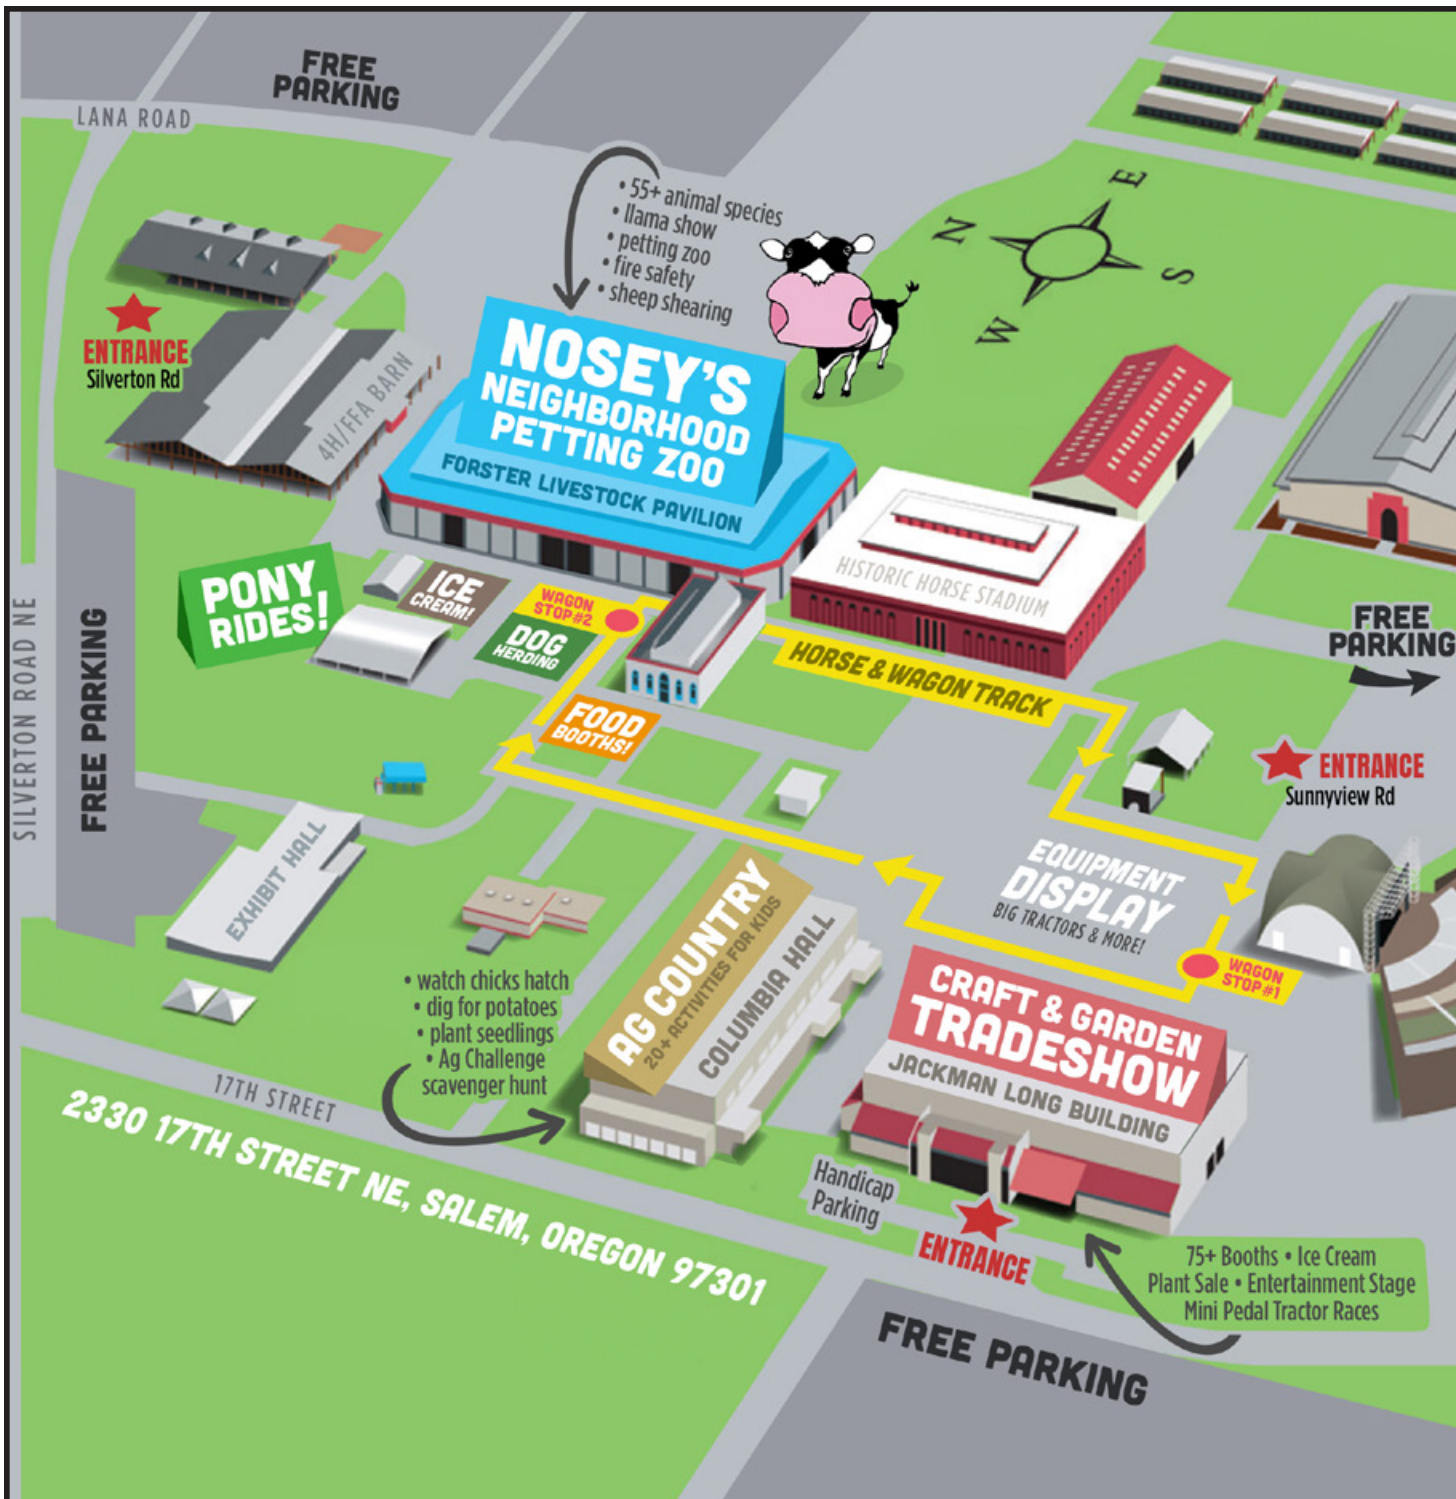 FREE
PARKING
LANA ROAD
• 55+ animal species
• llama show
• petting zoo
• fire safety
• sheep shearing
E
N
S
W
ENTRANCE
Silverton Rd
4H/FFA BARN
NOSEY'S
NEIGHBORHOOD
PETTING ZOO
FORSTER LIVESTOCK PAVILION
HISTORIC HORSE STADIUM
PONY
RIDES!
ICE
CREAM!
WAGON
STOP #2
DOG
HERDING
FOOD
BOOTHS!
HORSE & WAGON TRACK
FREE
PARKING
ENTRANCE
Sunnyview Rd
SILVERTON ROAD NE
FREE PARKING
EXHIBIT HALL
EQUIPMENT
DISPLAY
BIG TRACTORS & MORE!
WAGON
STOP #1
AG COUNTRY
20+ ACTIVITIES FOR KIDS
COLUMBIA HALL
• watch chicks hatch
• dig for potatoes
• plant seedlings
• Ag Challenge
scavenger hunt
CRAFT & GARDEN
TRADESHOW
JACKMAN LONG BUILDING
17TH STREET
2330 17TH STREET NE, SALEM, OREGON 97301
Handicap
Parking
ENTRANCE
75+ Booths • Ice Cream
Plant Sale • Entertainment Stage
Mini Pedal Tractor Races
FREE PARKING